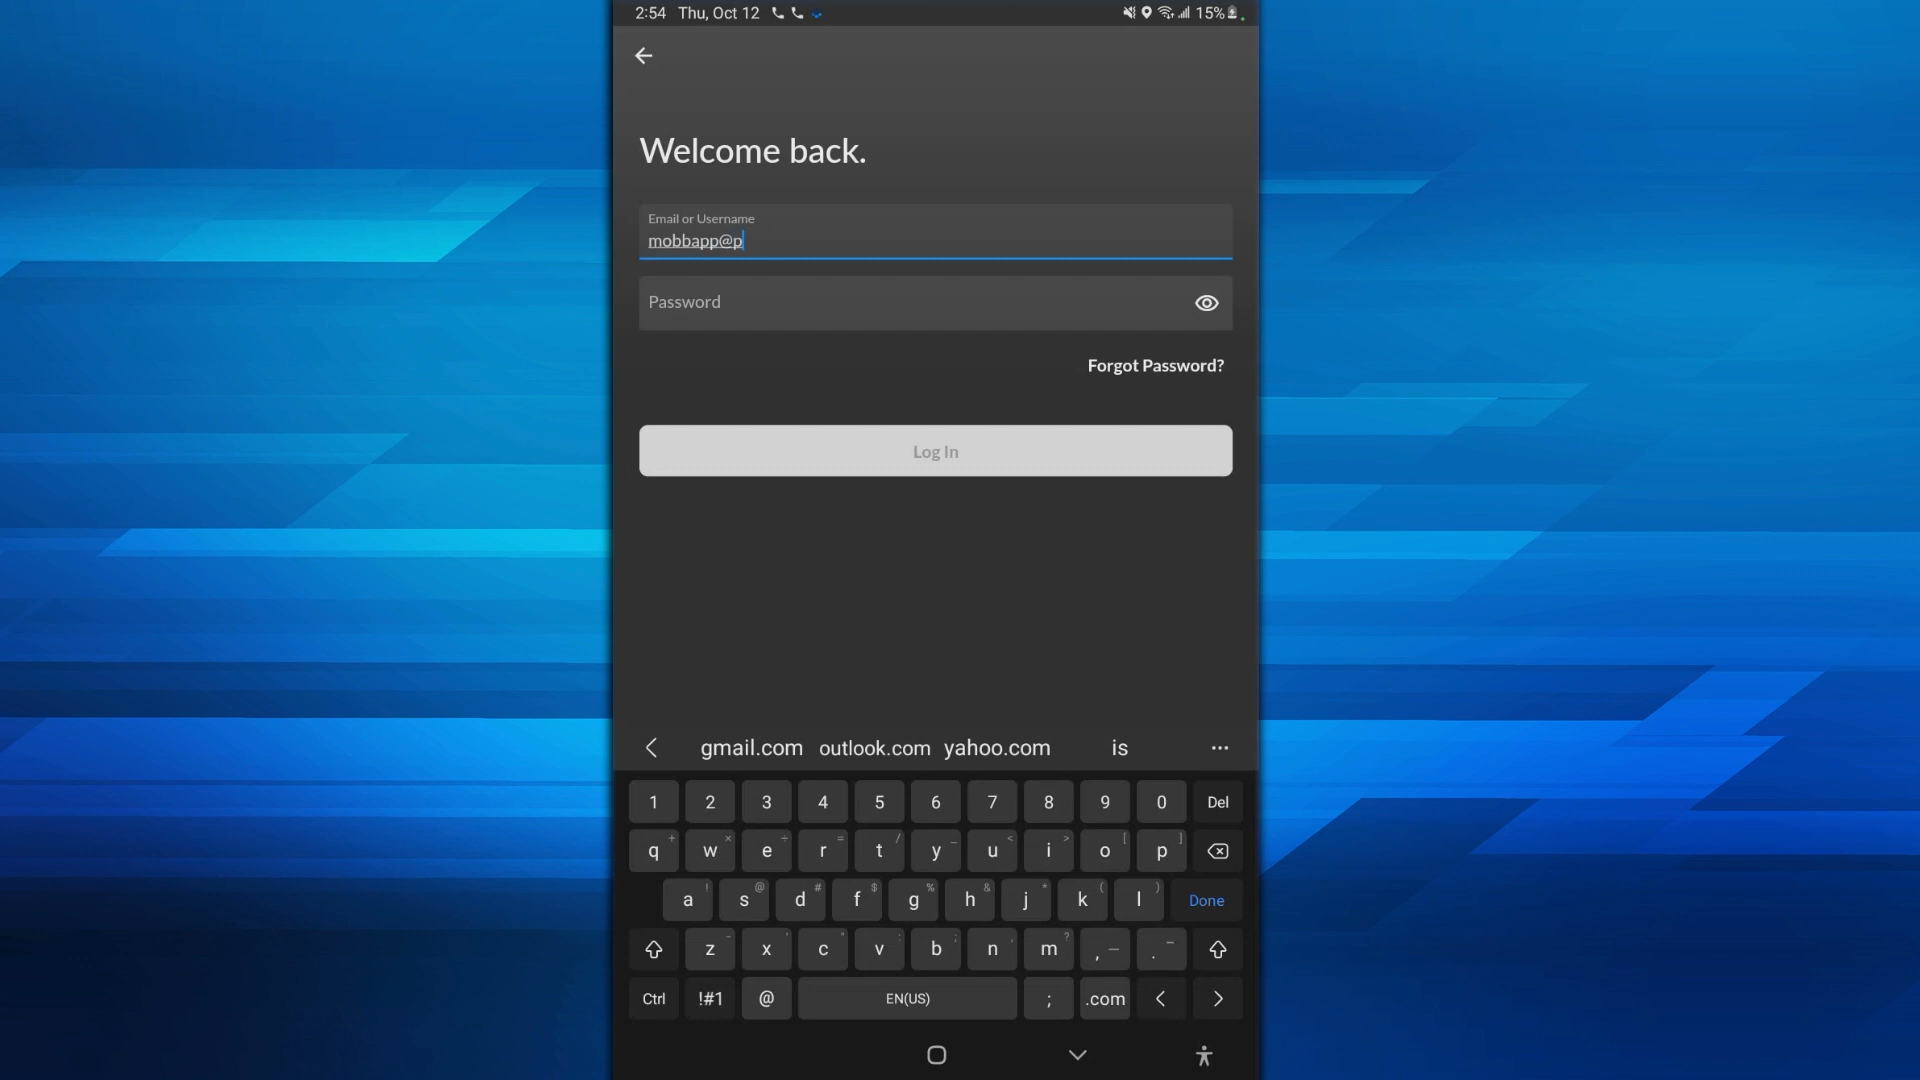 2:54 Thu, Oct 12 15%
Welcome back.
Email or Username
mobbapp@p
Password
Forgot Password?
Log In
gmail.com outlook.com yahoo.com is ...
1 2 3 4 5 6 7 8 9 0 Del
q + w × e ÷ r = t / y _ u < i > o [ p ]
a ! s @ d # f $ g % h & j * k ( l ) Done
z - x ' c " v : b ; n , m ? , — . –
Ctrl !#1 @ EN(US) ; .com < >